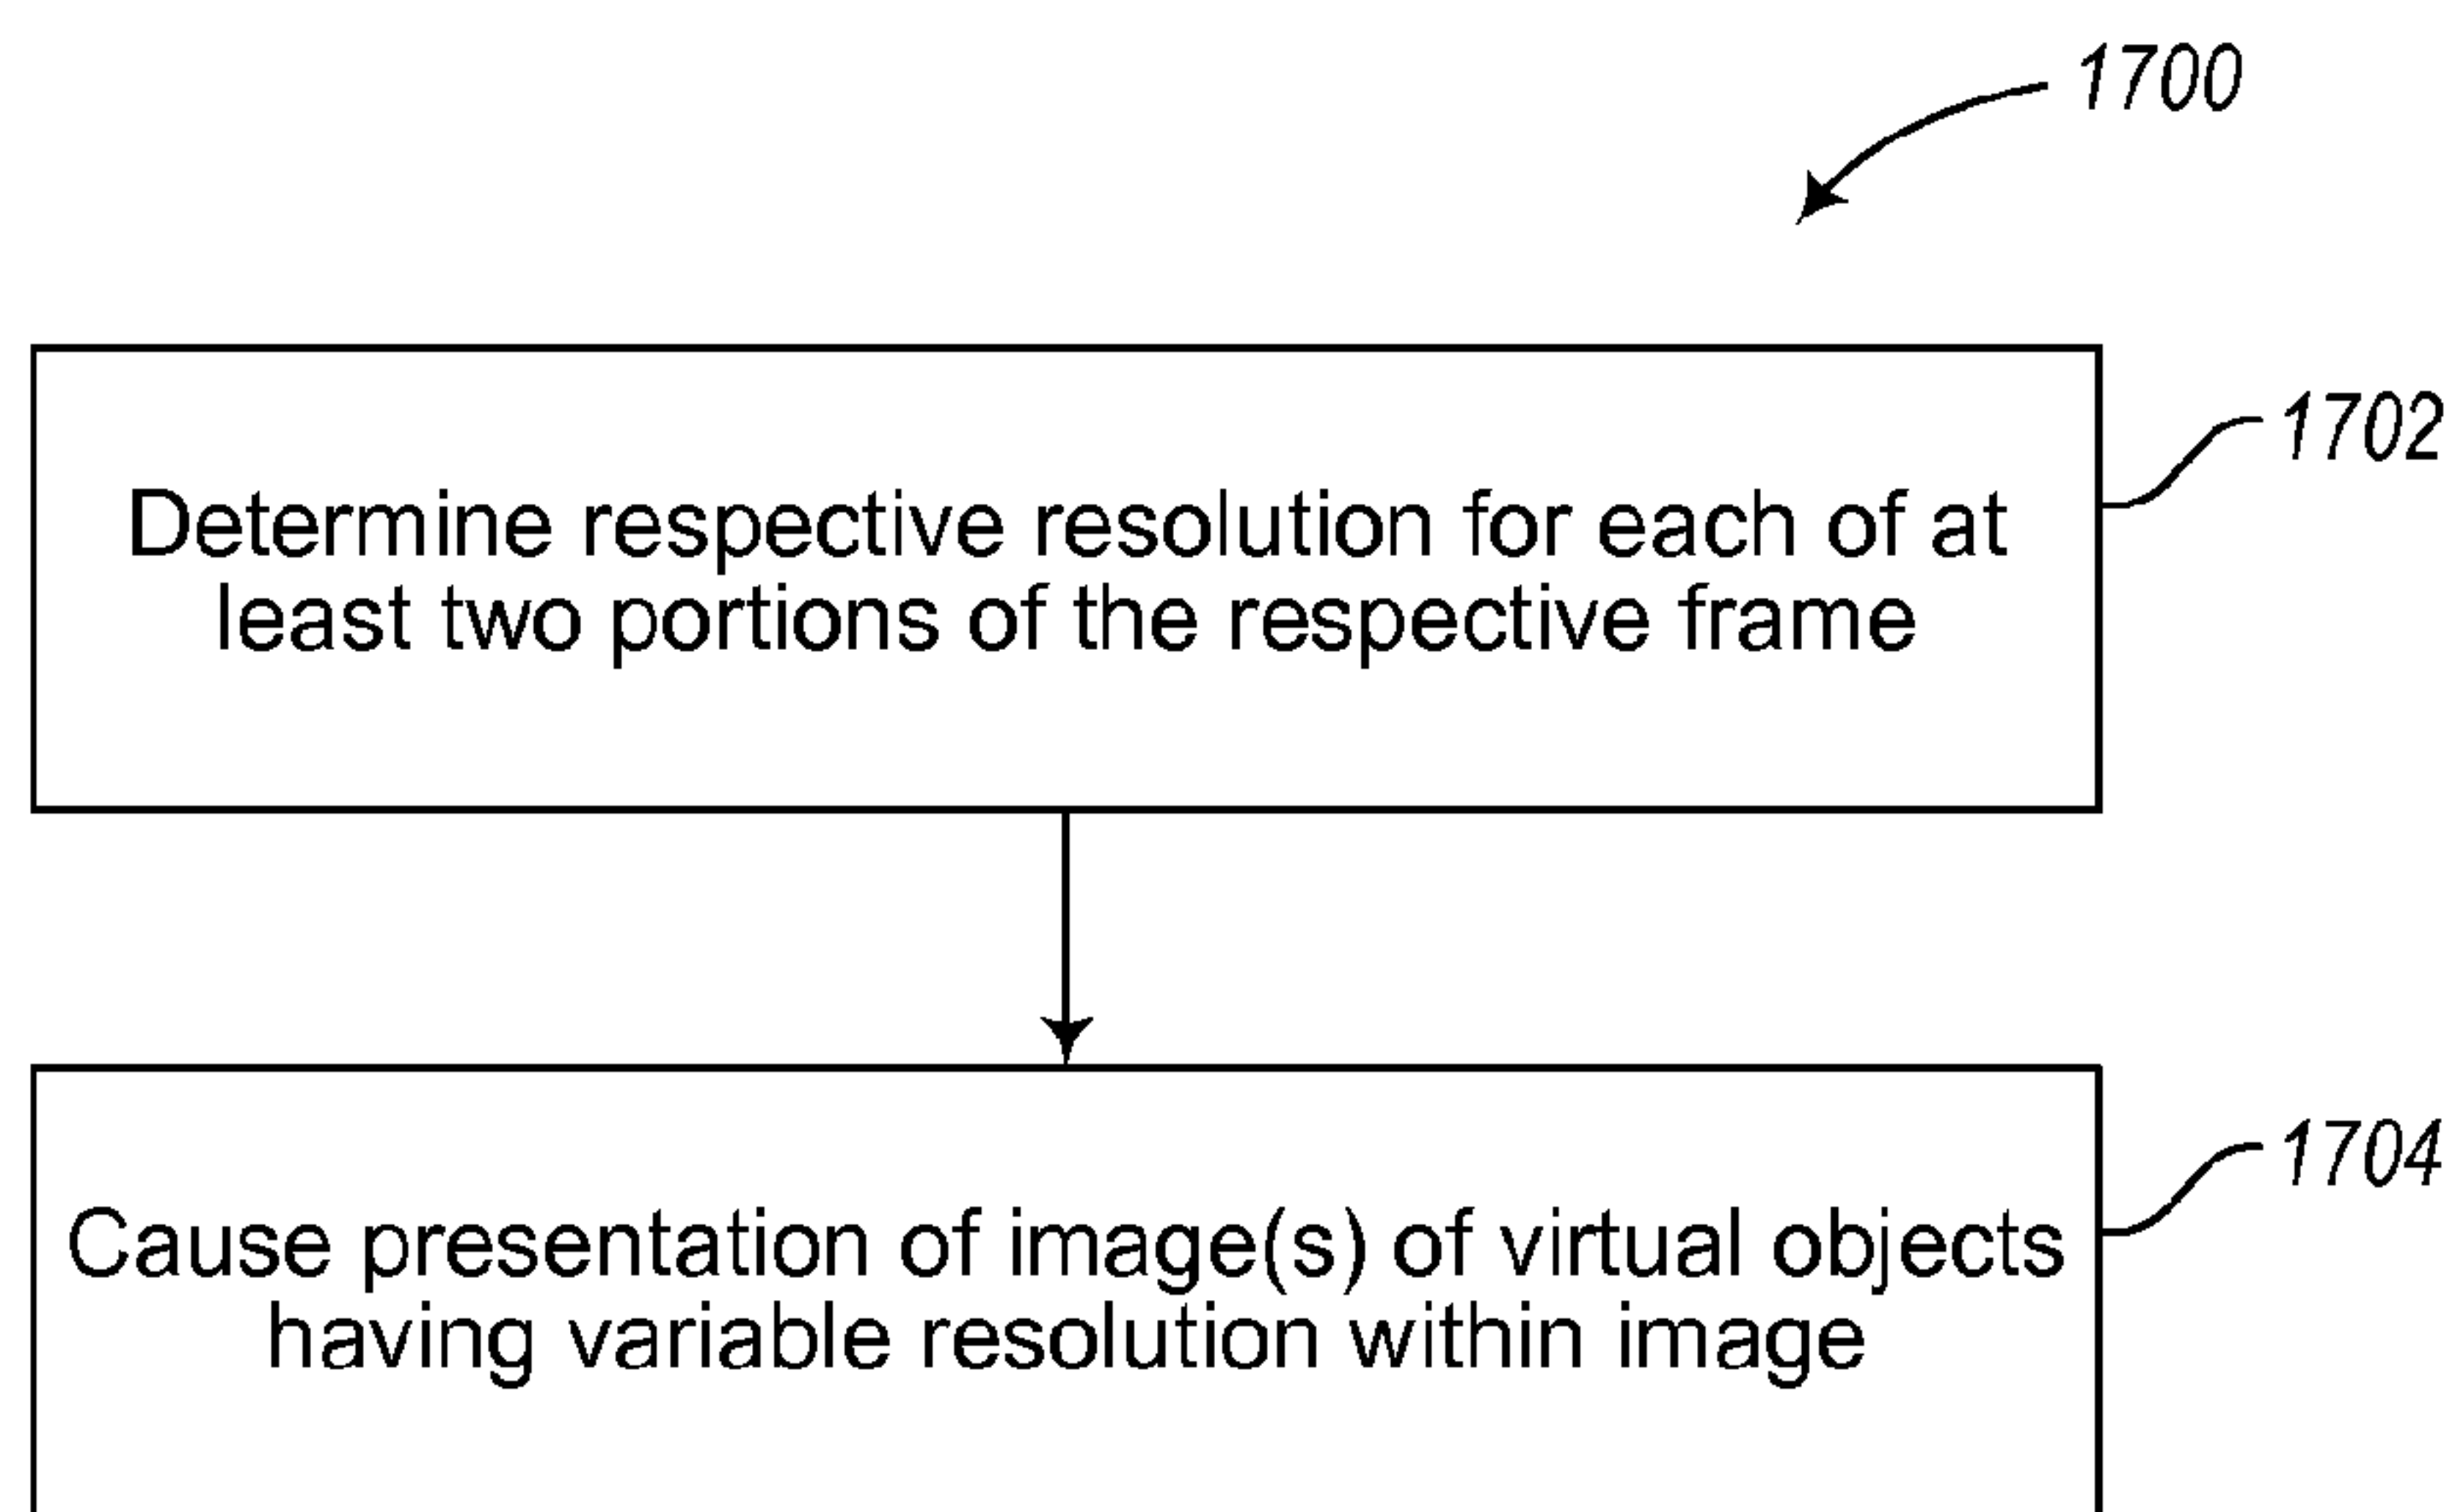 1700
1702
Determine respective resolution for each of at
least two portions of the respective frame
1704
Cause presentation of image(s) of virtual objects
having variable resolution within image